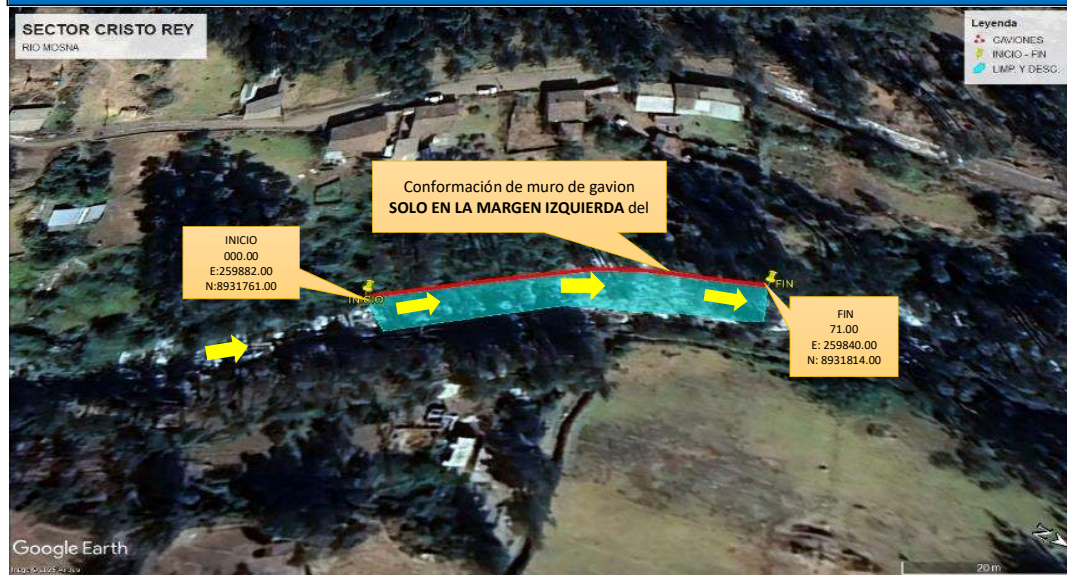 SECTOR CRISTO REY
RIO MOSNA
Leyenda
GAVIONES
INICIO - FIN
LIMP. Y DESC.
Conformación de muro de gavion
SOLO EN LA MARGEN IZQUIERDA del
INICIO
000.00
E:259882.00
N:8931761.00
INICIO
FIN
FIN
71.00
E: 259840.00
N: 8931814.00
Google Earth
N
20 m